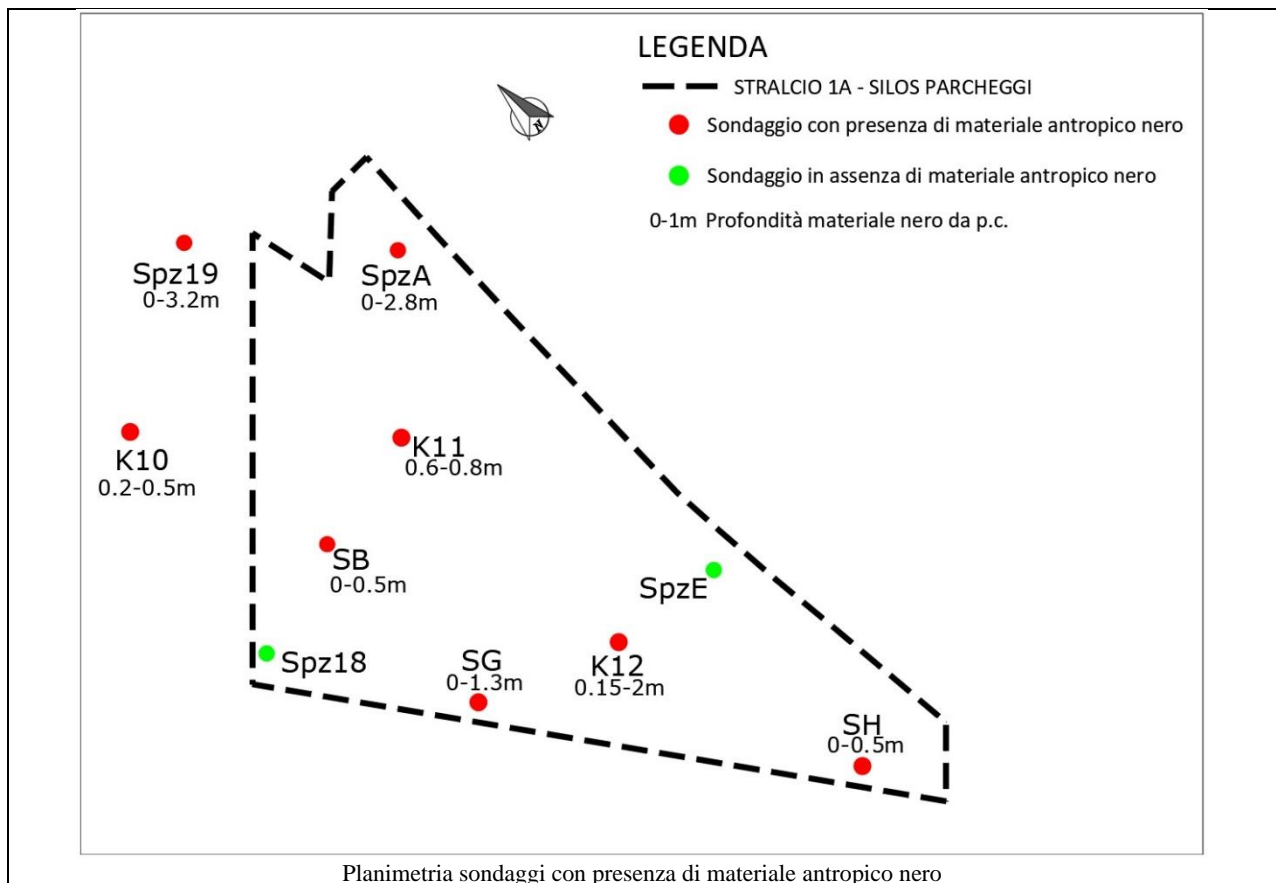 LEGENDA
STRALCIO 1A - SILOS PARCHEGGI
Sondaggio con presenza di materiale antropico nero
Sondaggio in assenza di materiale antropico nero
0-1m Profondità materiale nero da p.c.
N
Spz19
0-3.2m
SpzA
0-2.8m
K10
0.2-0.5m
K11
0.6-0.8m
SB
0-0.5m
SpzE
Spz18
SG
0-1.3m
K12
0.15-2m
SH
0-0.5m
Planimetria sondaggi con presenza di materiale antropico nero